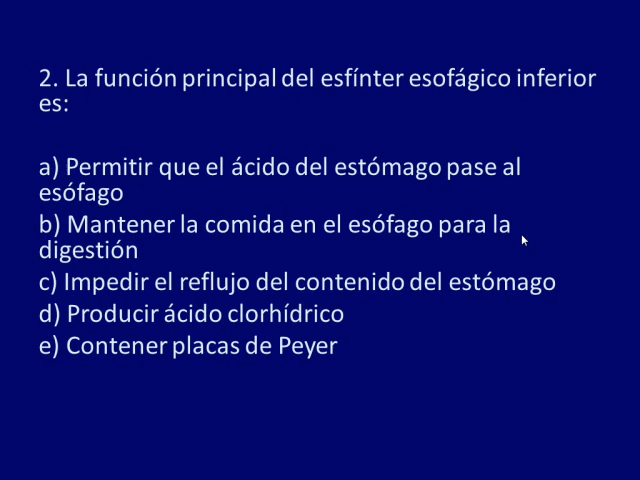 2. La función principal del esfínter esofágico inferior
es:
a) Permitir que el ácido del estómago pase al
esófago
b) Mantener la comida en el esófago para la
digestión
c) Impedir el reflujo del contenido del estómago
d) Producir ácido clorhídrico
e) Contener placas de Peyer